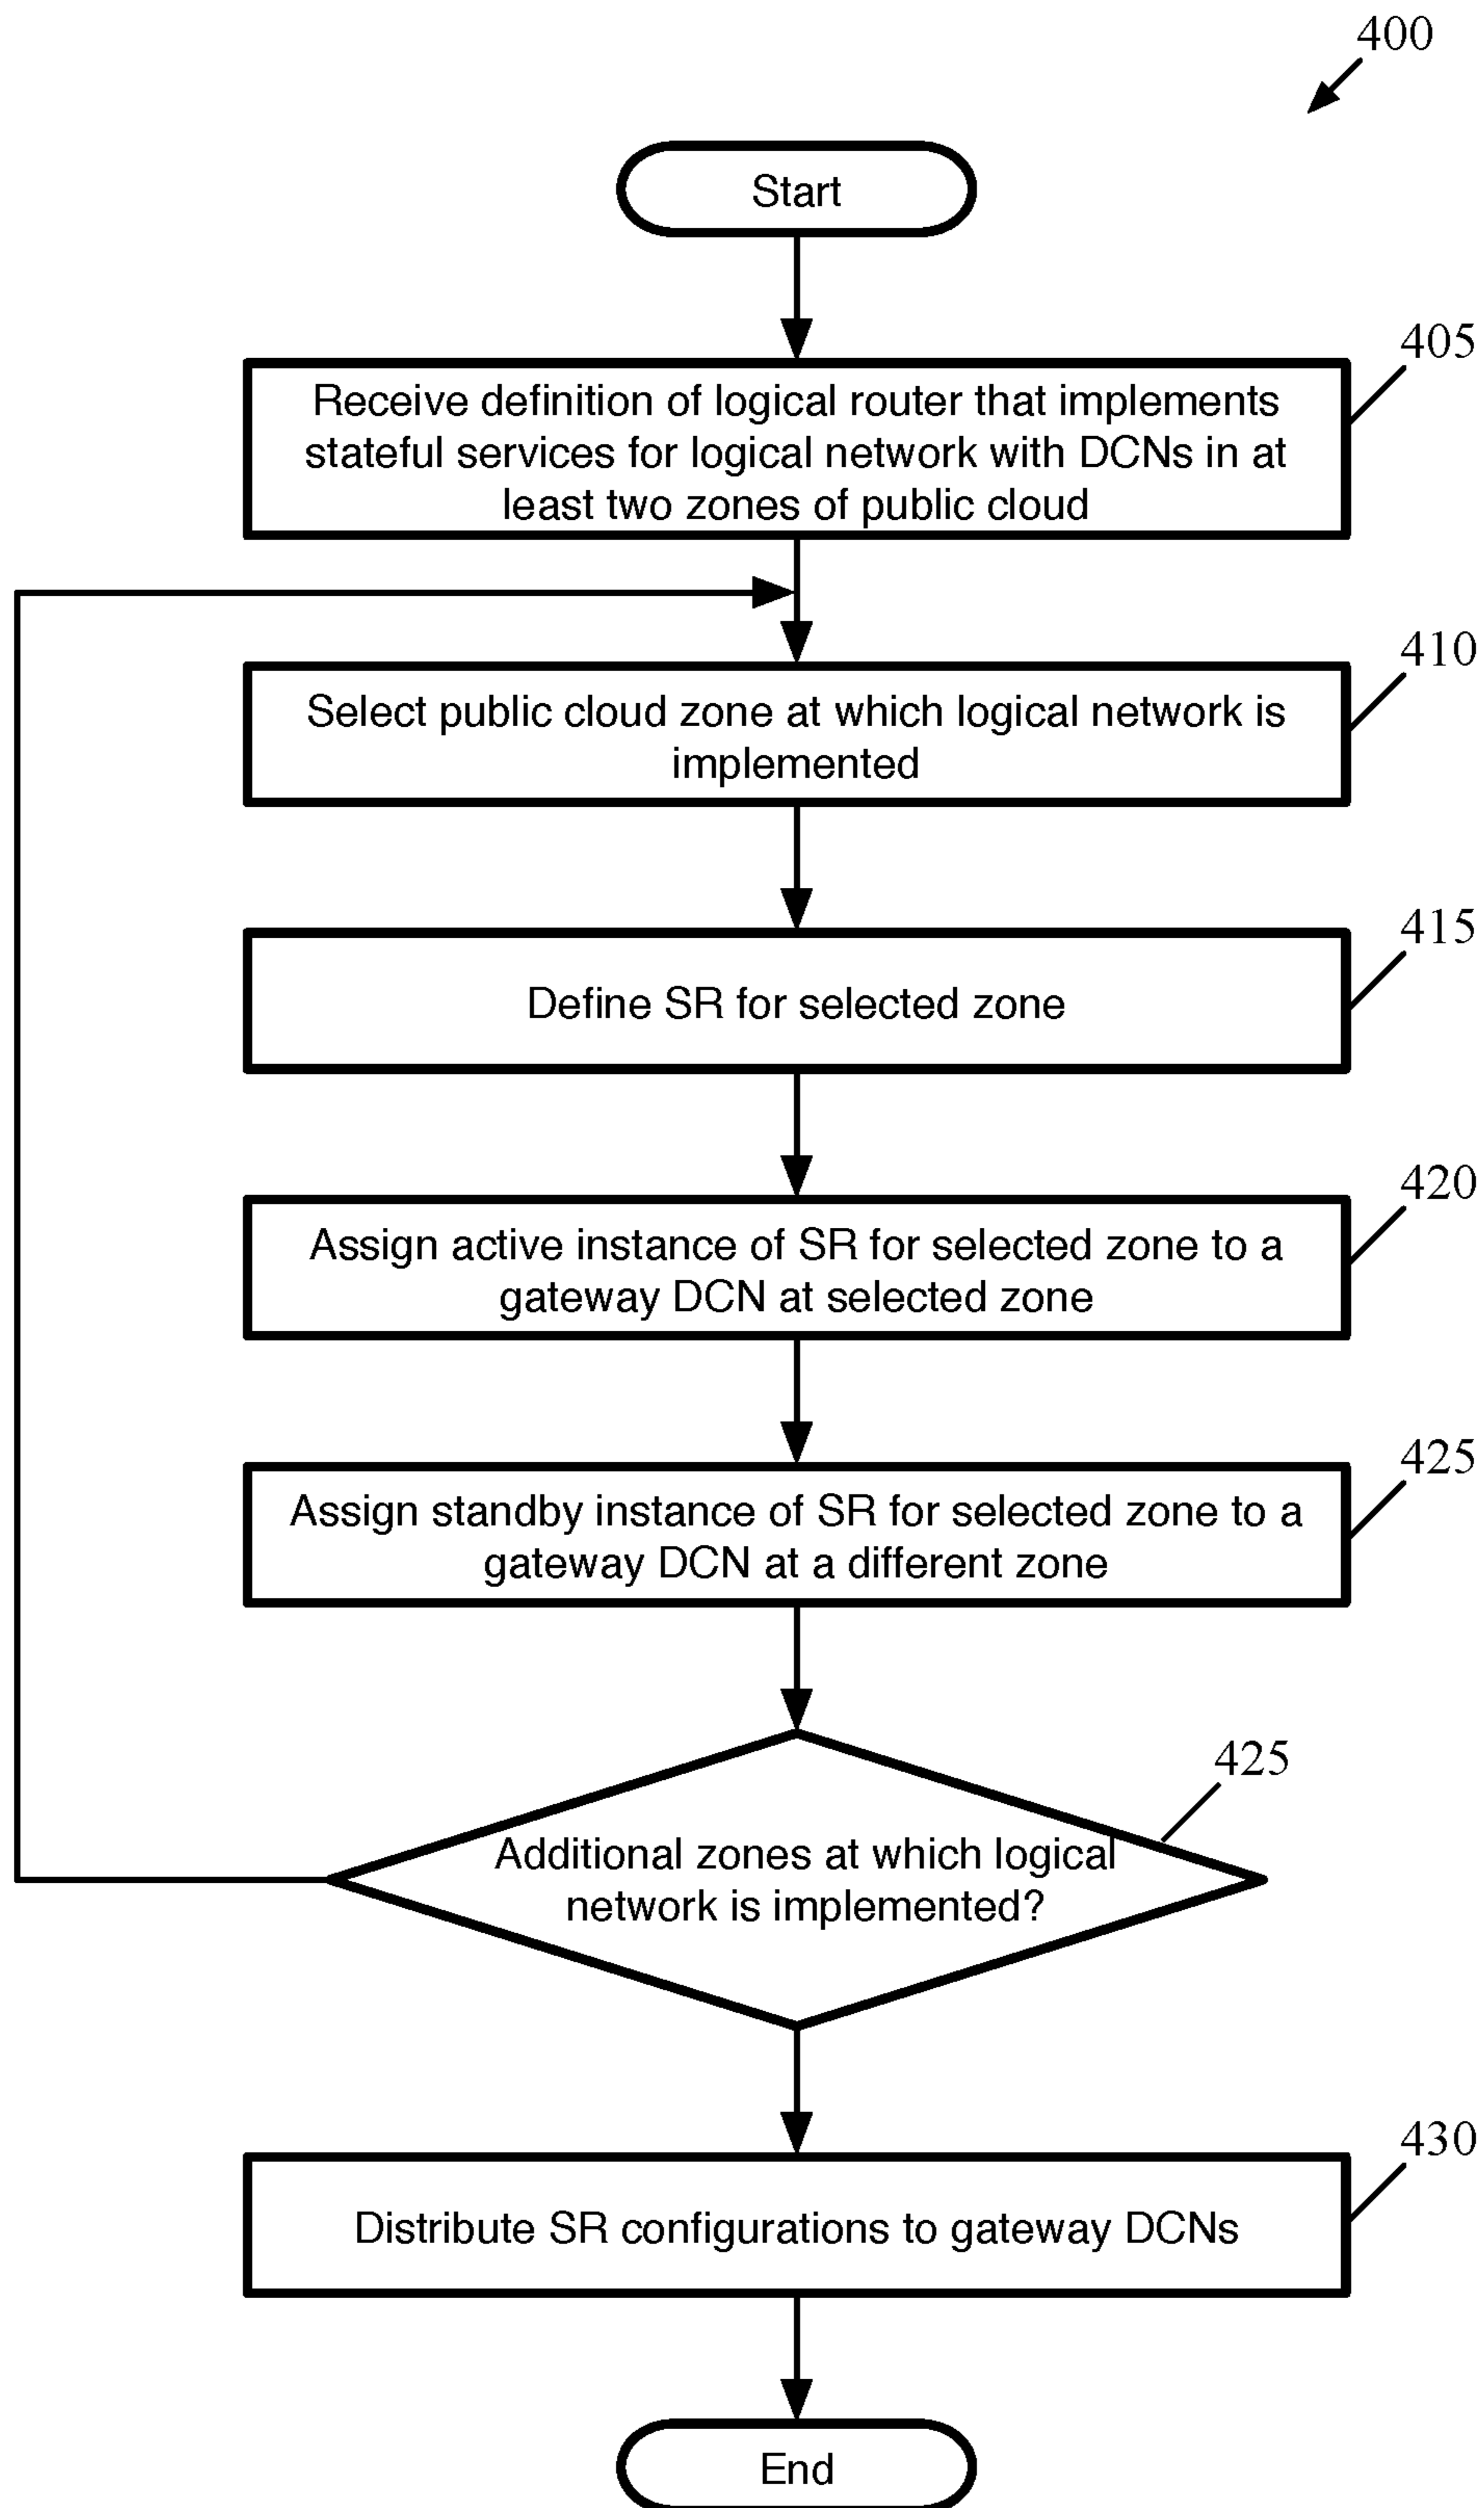 400
Start
405
Receive definition of logical router that implements
stateful services for logical network with DCNs in at
least two zones of public cloud
410
Select public cloud zone at which logical network is
implemented
415
Define SR for selected zone
420
Assign active instance of SR for selected zone to a
gateway DCN at selected zone
425
Assign standby instance of SR for selected zone to a
gateway DCN at a different zone
425
Additional zones at which logical
network is implemented?
430
Distribute SR configurations to gateway DCNs
End